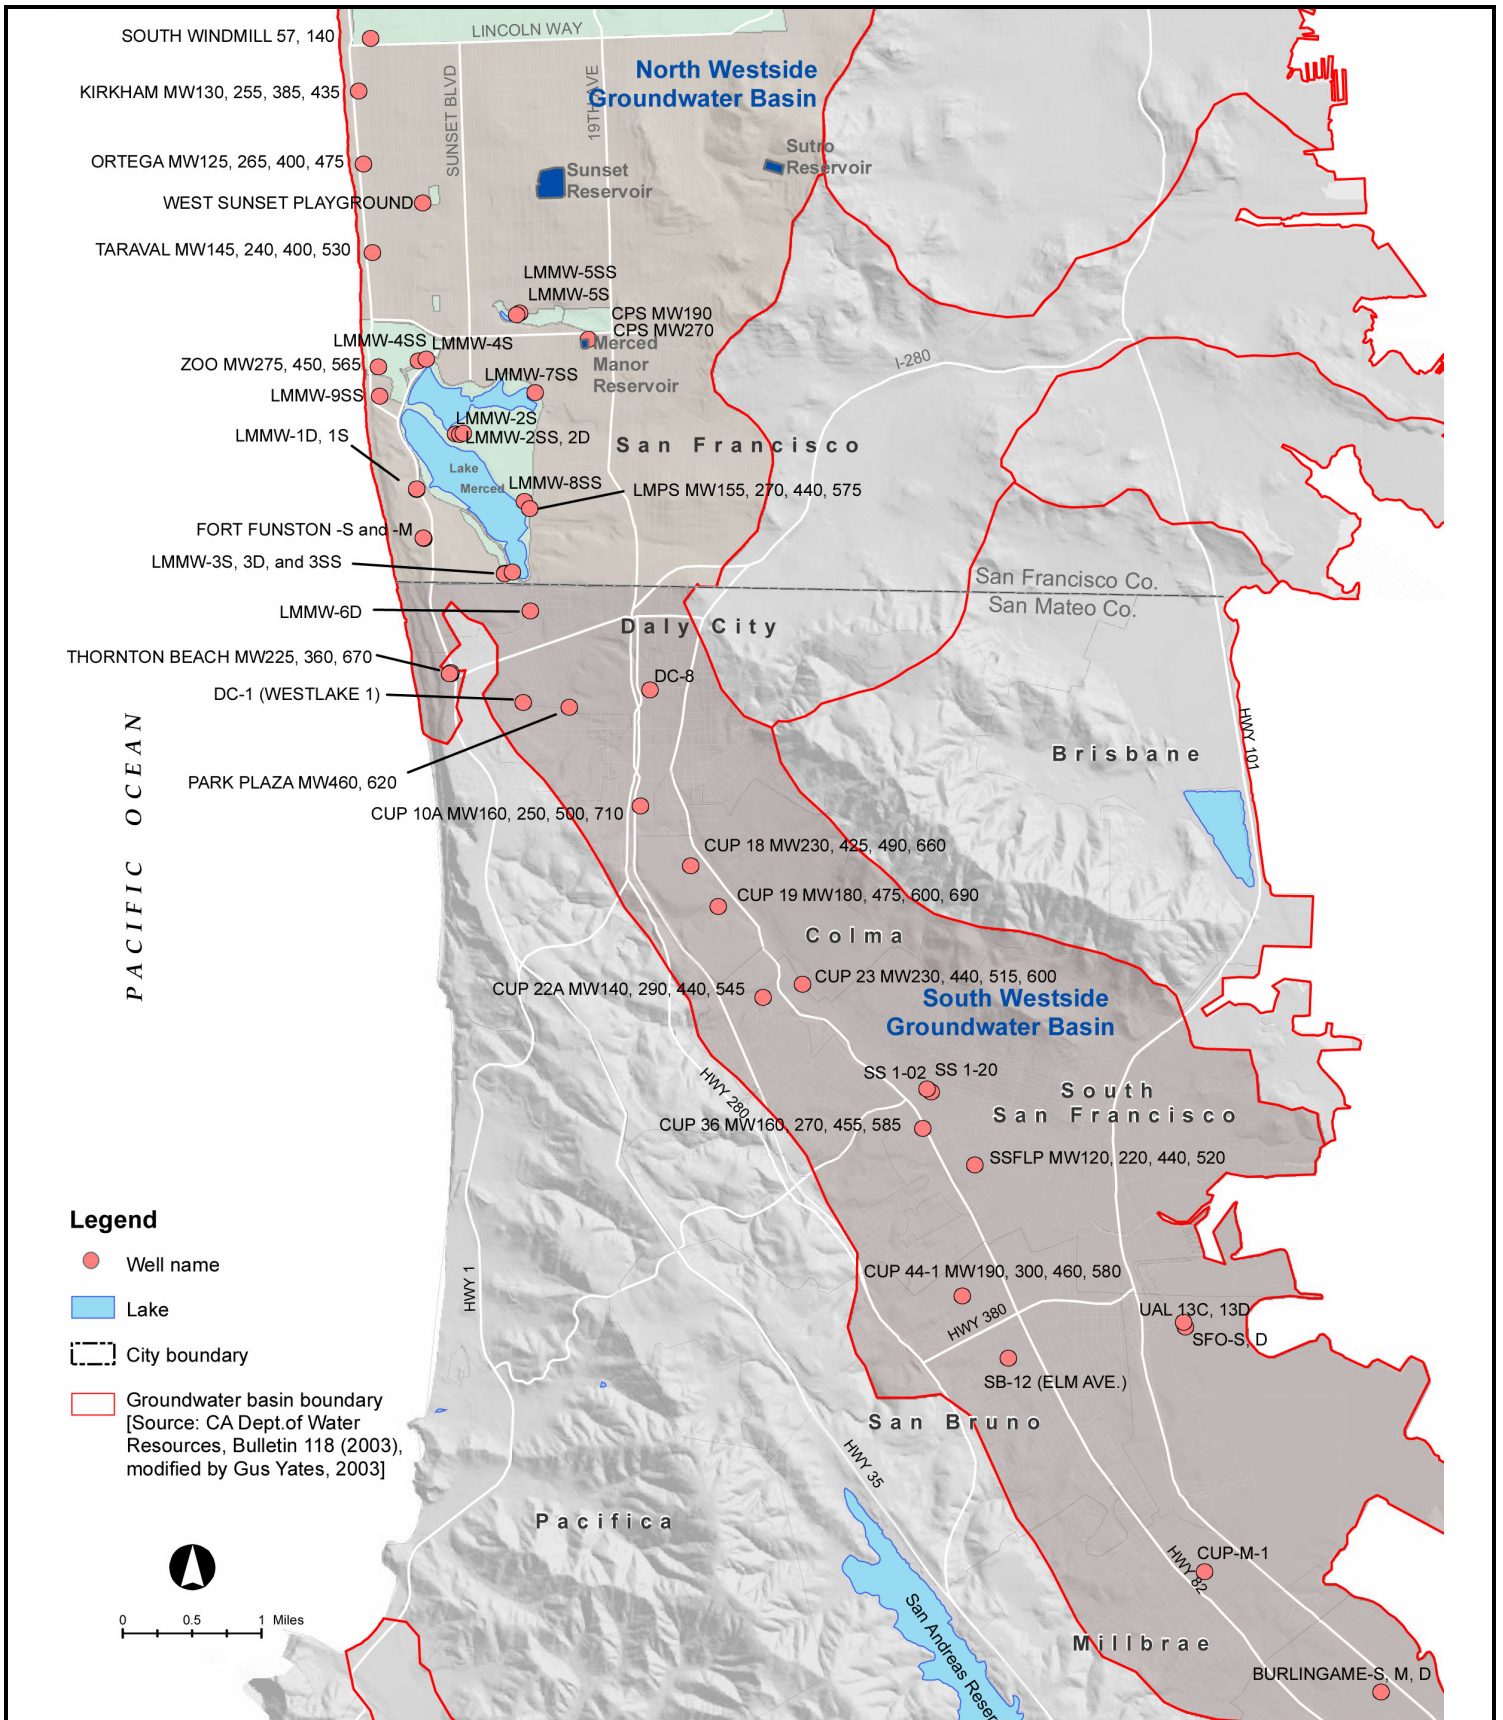 SOUTH WINDMILL 57, 140
LINCOLN WAY
KIRKHAM MW130, 255, 385, 435
SUNSET BLVD
19TH AVE
North Westside
Groundwater Basin
ORTEGA MW125, 265, 400, 475
Sutro
Reservoir
Sunset
Reservoir
WEST SUNSET PLAYGROUND
TARAVAL MW145, 240, 400, 530
LMMW-5SS
LMMW-5S
CPS MW190
CPS MW270
LMMW-4SS
LMMW-4S
Merced
Manor
Reservoir
ZOO MW275, 450, 565
I-280
LMMW-7SS
LMMW-9SS
LMMW-2S
LMMW-2SS, 2D
LMMW-1D, 1S
San Francisco
Lake
Merced
LMMW-8SS
LMPS MW155, 270, 440, 575
FORT FUNSTON -S and -M
LMMW-3S, 3D, and 3SS
San Francisco Co.
San Mateo Co.
LMMW-6D
Daly City
THORNTON BEACH MW225, 360, 670
DC-8
DC-1 (WESTLAKE 1)
HWY 101
Brisbane
PACIFIC OCEAN
PARK PLAZA MW460, 620
CUP 10A MW160, 250, 500, 710
CUP 18 MW230, 425, 490, 660
CUP 19 MW180, 475, 600, 690
Colma
CUP 23 MW230, 440, 515, 600
CUP 22A MW140, 290, 440, 545
South Westside
Groundwater Basin
SS 1-02
SS 1-20
HWY 280
South
San Francisco
CUP 36 MW160, 270, 455, 585
SSFLP MW120, 220, 440, 520
Legend
Well name
Lake
City boundary
Groundwater basin boundary
[Source: CA Dept.of Water
Resources, Bulletin 118 (2003),
modified by Gus Yates, 2003]
HWY 1
CUP 44-1 MW190, 300, 460, 580
HWY 380
UAL 13C, 13D
SFO-S, D
SB-12 (ELM AVE.)
San Bruno
HWY 35
Pacifica
CUP-M-1
HWY 82
0 0.5 1 Miles
San Andreas Reser
Millbrae
BURLINGAME-S, M, D